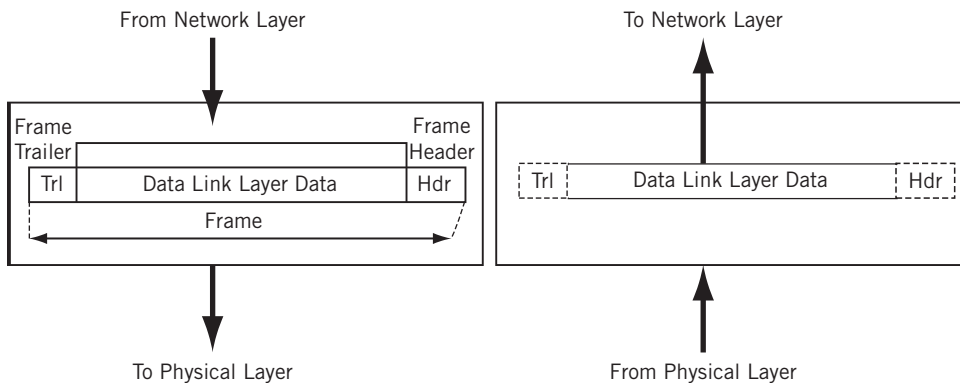 From Network Layer
To Network Layer
Frame
Trailer
Frame
Header
Trl
Data Link Layer Data
Hdr
Frame
Trl
Data Link Layer Data
Hdr
To Physical Layer
From Physical Layer